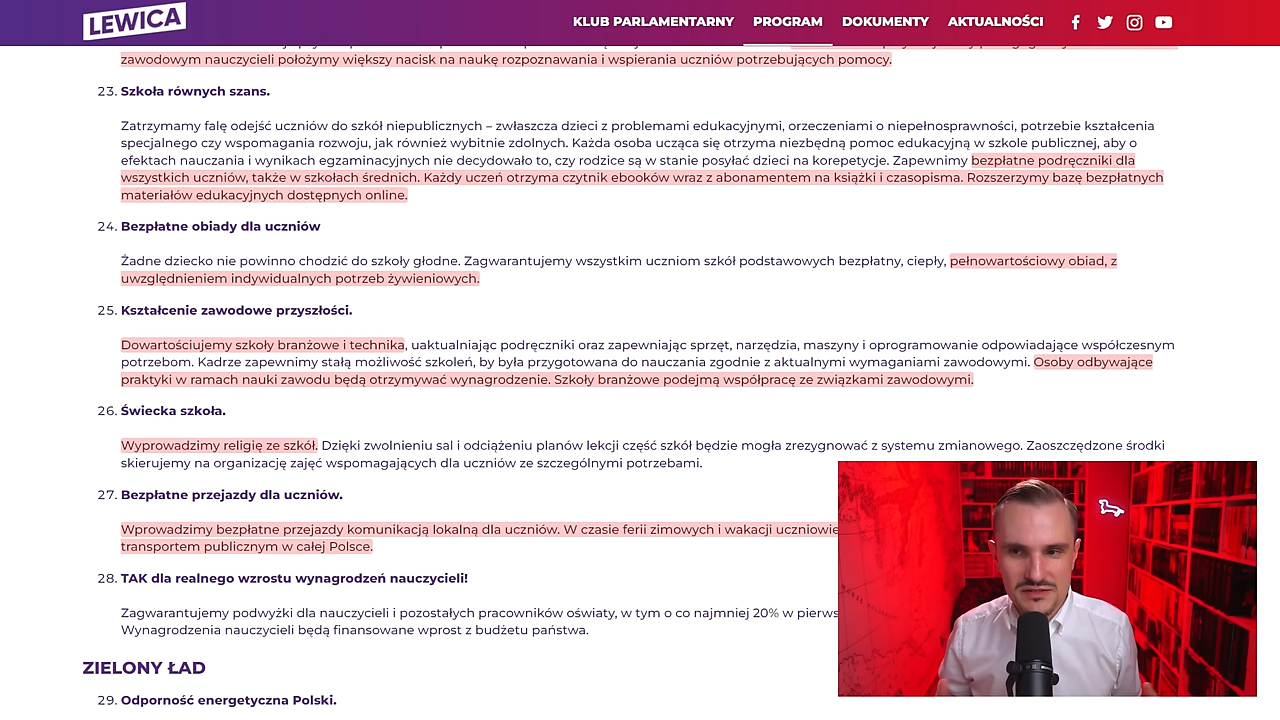 LEWICA
KLUB PARLAMENTARNY PROGRAM DOKUMENTY AKTUALNOŚCI
zawodowym nauczycieli położymy większy nacisk na naukę rozpoznawania i wspierania uczniów potrzebujących pomocy.
23. Szkoła równych szans.
Zatrzymamy falę odejść uczniów do szkół niepublicznych – zwłaszcza dzieci z problemami edukacyjnymi, orzeczeniami o niepełnosprawności, potrzebie kształcenia
specjalnego czy wspomagania rozwoju, jak również wybitnie zdolnych. Każda osoba ucząca się otrzyma niezbędną pomoc edukacyjną w szkole publicznej, aby o
efektach nauczania i wynikach egzaminacyjnych nie decydowało to, czy rodzice są w stanie posyłać dzieci na korepetycje. Zapewnimy bezpłatne podręczniki dla
wszystkich uczniów, także w szkołach średnich. Każdy uczeń otrzyma czytnik ebooków wraz z abonamentem na książki i czasopisma. Rozszerzymy bazę bezpłatnych
materiałów edukacyjnych dostępnych online.
24. Bezpłatne obiady dla uczniów
Żadne dziecko nie powinno chodzić do szkoły głodne. Zagwarantujemy wszystkim uczniom szkół podstawowych bezpłatny, ciepły, pełnowartościowy obiad, z
uwzględnieniem indywidualnych potrzeb żywieniowych.
25. Kształcenie zawodowe przyszłości.
Dowartościujemy szkoły branżowe i technika, uaktualniając podręczniki oraz zapewniając sprzęt, narzędzia, maszyny i oprogramowanie odpowiadające współczesnym
potrzebom. Kadrze zapewnimy stałą możliwość szkoleń, by była przygotowana do nauczania zgodnie z aktualnymi wymaganiami zawodowymi. Osoby odbywające
praktyki w ramach nauki zawodu będą otrzymywać wynagrodzenie. Szkoły branżowe podejmą współpracę ze związkami zawodowymi.
26. Świecka szkoła.
Wyprowadzimy religię ze szkół. Dzięki zwolnieniu sal i odciążeniu planów lekcji część szkół będzie mogła zrezygnować z systemu zmianowego. Zaoszczędzone środki
skierujemy na organizację zajęć wspomagających dla uczniów ze szczególnymi potrzebami.
27. Bezpłatne przejazdy dla uczniów.
Wprowadzimy bezpłatne przejazdy komunikacją lokalną dla uczniów. W czasie ferii zimowych i wakacji uczniowie
transportem publicznym w całej Polsce.
28. TAK dla realnego wzrostu wynagrodzeń nauczycieli!
Zagwarantujemy podwyżki dla nauczycieli i pozostałych pracowników oświaty, w tym o co najmniej 20% w pierws
Wynagrodzenia nauczycieli będą finansowane wprost z budżetu państwa.
ZIELONY ŁAD
29. Odporność energetyczna Polski.